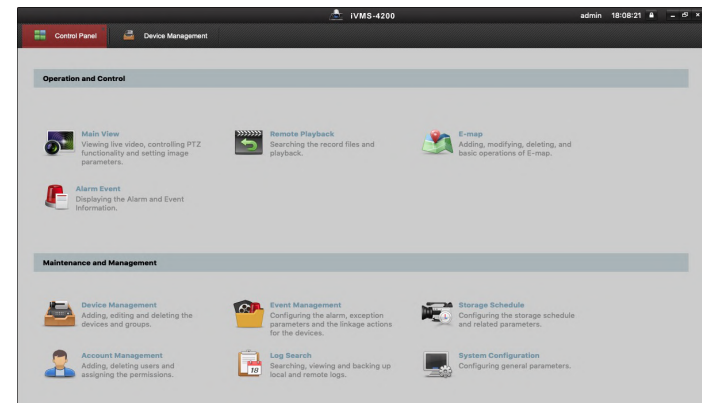 iVMS-4200
admin 18:08:21
Control Panel
Device Management
Operation and Control
Main View
Viewing live video, controlling PTZ
functionality and setting image
parameters.
Remote Playback
Searching the record files and
playback.
E-map
Adding, modifying, deleting, and
basic operations of E-map.
Alarm Event
Displaying the Alarm and Event
Information.
Maintenance and Management
Device Management
Adding, editing and deleting the
devices and groups.
Event Management
Configuring the alarm, exception
parameters and the linkage actions
for the devices.
Storage Schedule
Configuring the storage schedule
and related parameters.
Account Management
Adding, deleting users and
assigning the permissions.
Log Search
Searching, viewing and backing up
local and remote logs.
18
System Configuration
Configuring general parameters.